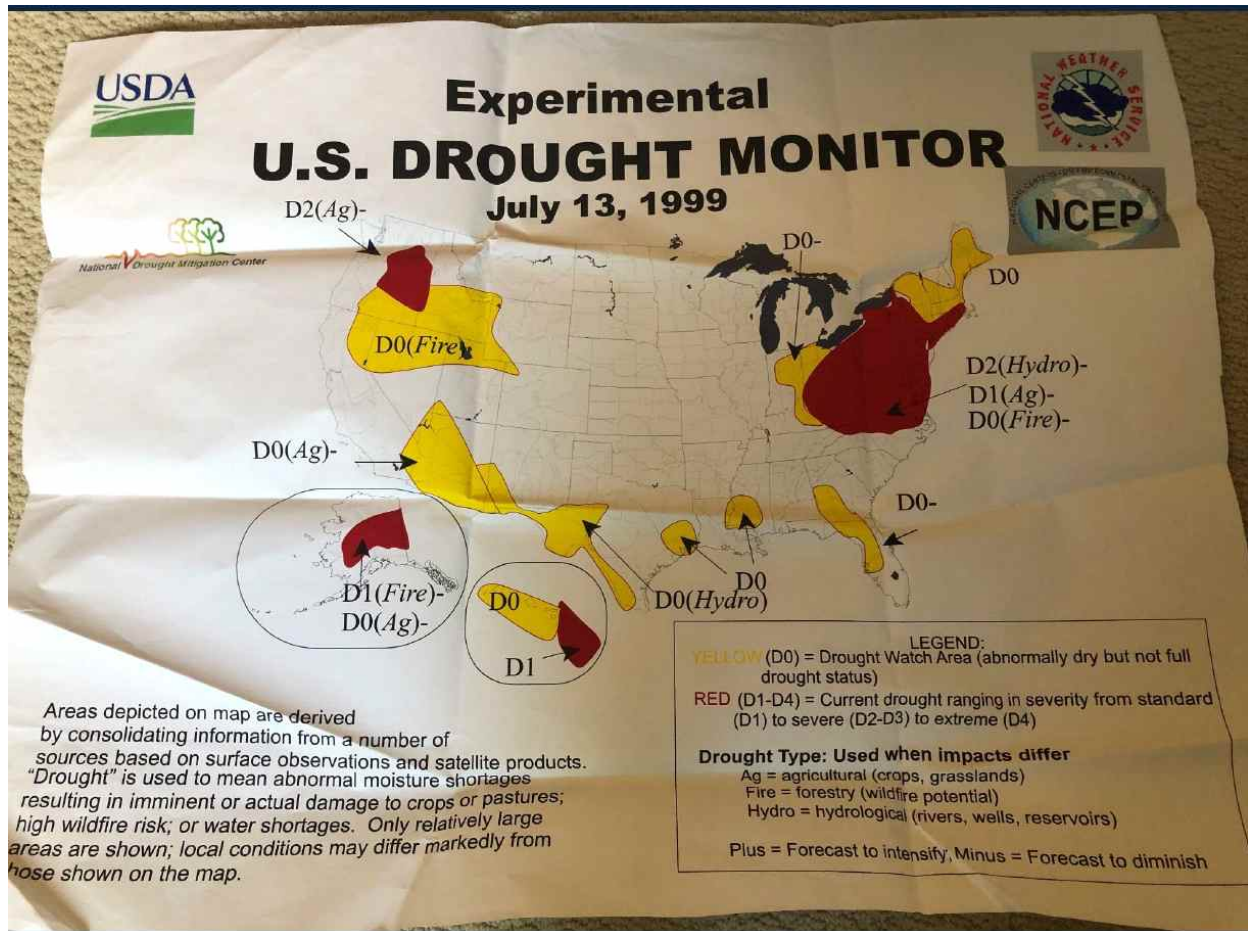 USDA
Experimental
U.S. DROUGHT MONITOR
July 13, 1999
NATIONAL WEATHER SERVICE
NCEP
National Drought Mitigation Center
D2(Ag)-
D0-
D0
D0(Fire)
D2(Hydro)-
D1(Ag)-
D0(Fire)-
D0(Ag)-
D0-
D1(Fire)-
D0(Ag)-
D0
D1
D0
D0(Hydro)
LEGEND:
YELLOW (D0) = Drought Watch Area (abnormally dry but not full
drought status)
RED (D1-D4) = Current drought ranging in severity from standard
(D1) to severe (D2-D3) to extreme (D4)
Drought Type: Used when impacts differ
Ag = agricultural (crops, grasslands)
Fire = forestry (wildfire potential)
Hydro = hydrological (rivers, wells, reservoirs)
Plus = Forecast to intensify, Minus = Forecast to diminish
Areas depicted on map are derived
by consolidating information from a number of
sources based on surface observations and satellite products.
"Drought" is used to mean abnormal moisture shortages
resulting in imminent or actual damage to crops or pastures;
high wildfire risk; or water shortages. Only relatively large
areas are shown; local conditions may differ markedly from
hose shown on the map.